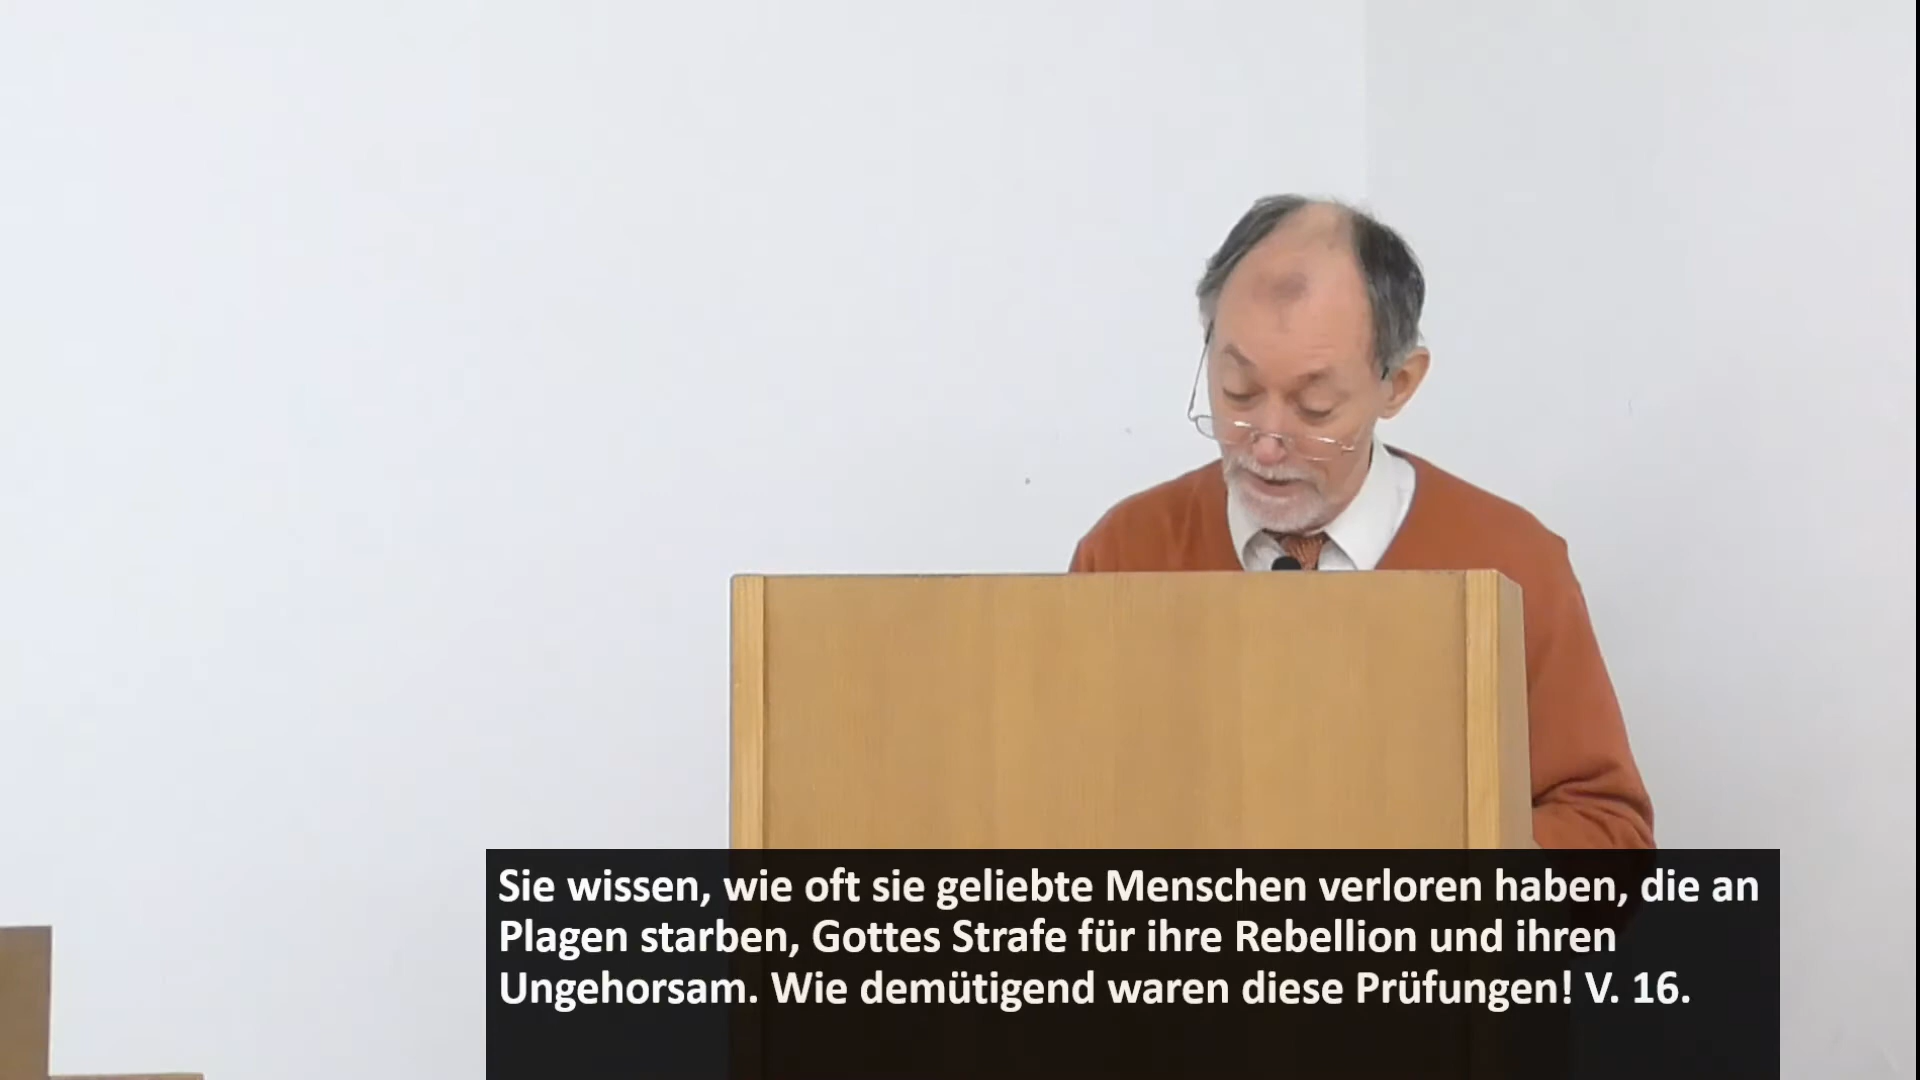 Sie wissen, wie oft sie geliebte Menschen verloren haben, die an
Plagen starben, Gottes Strafe für ihre Rebellion und ihren
Ungehorsam. Wie demütigend waren diese Prüfungen! V. 16.